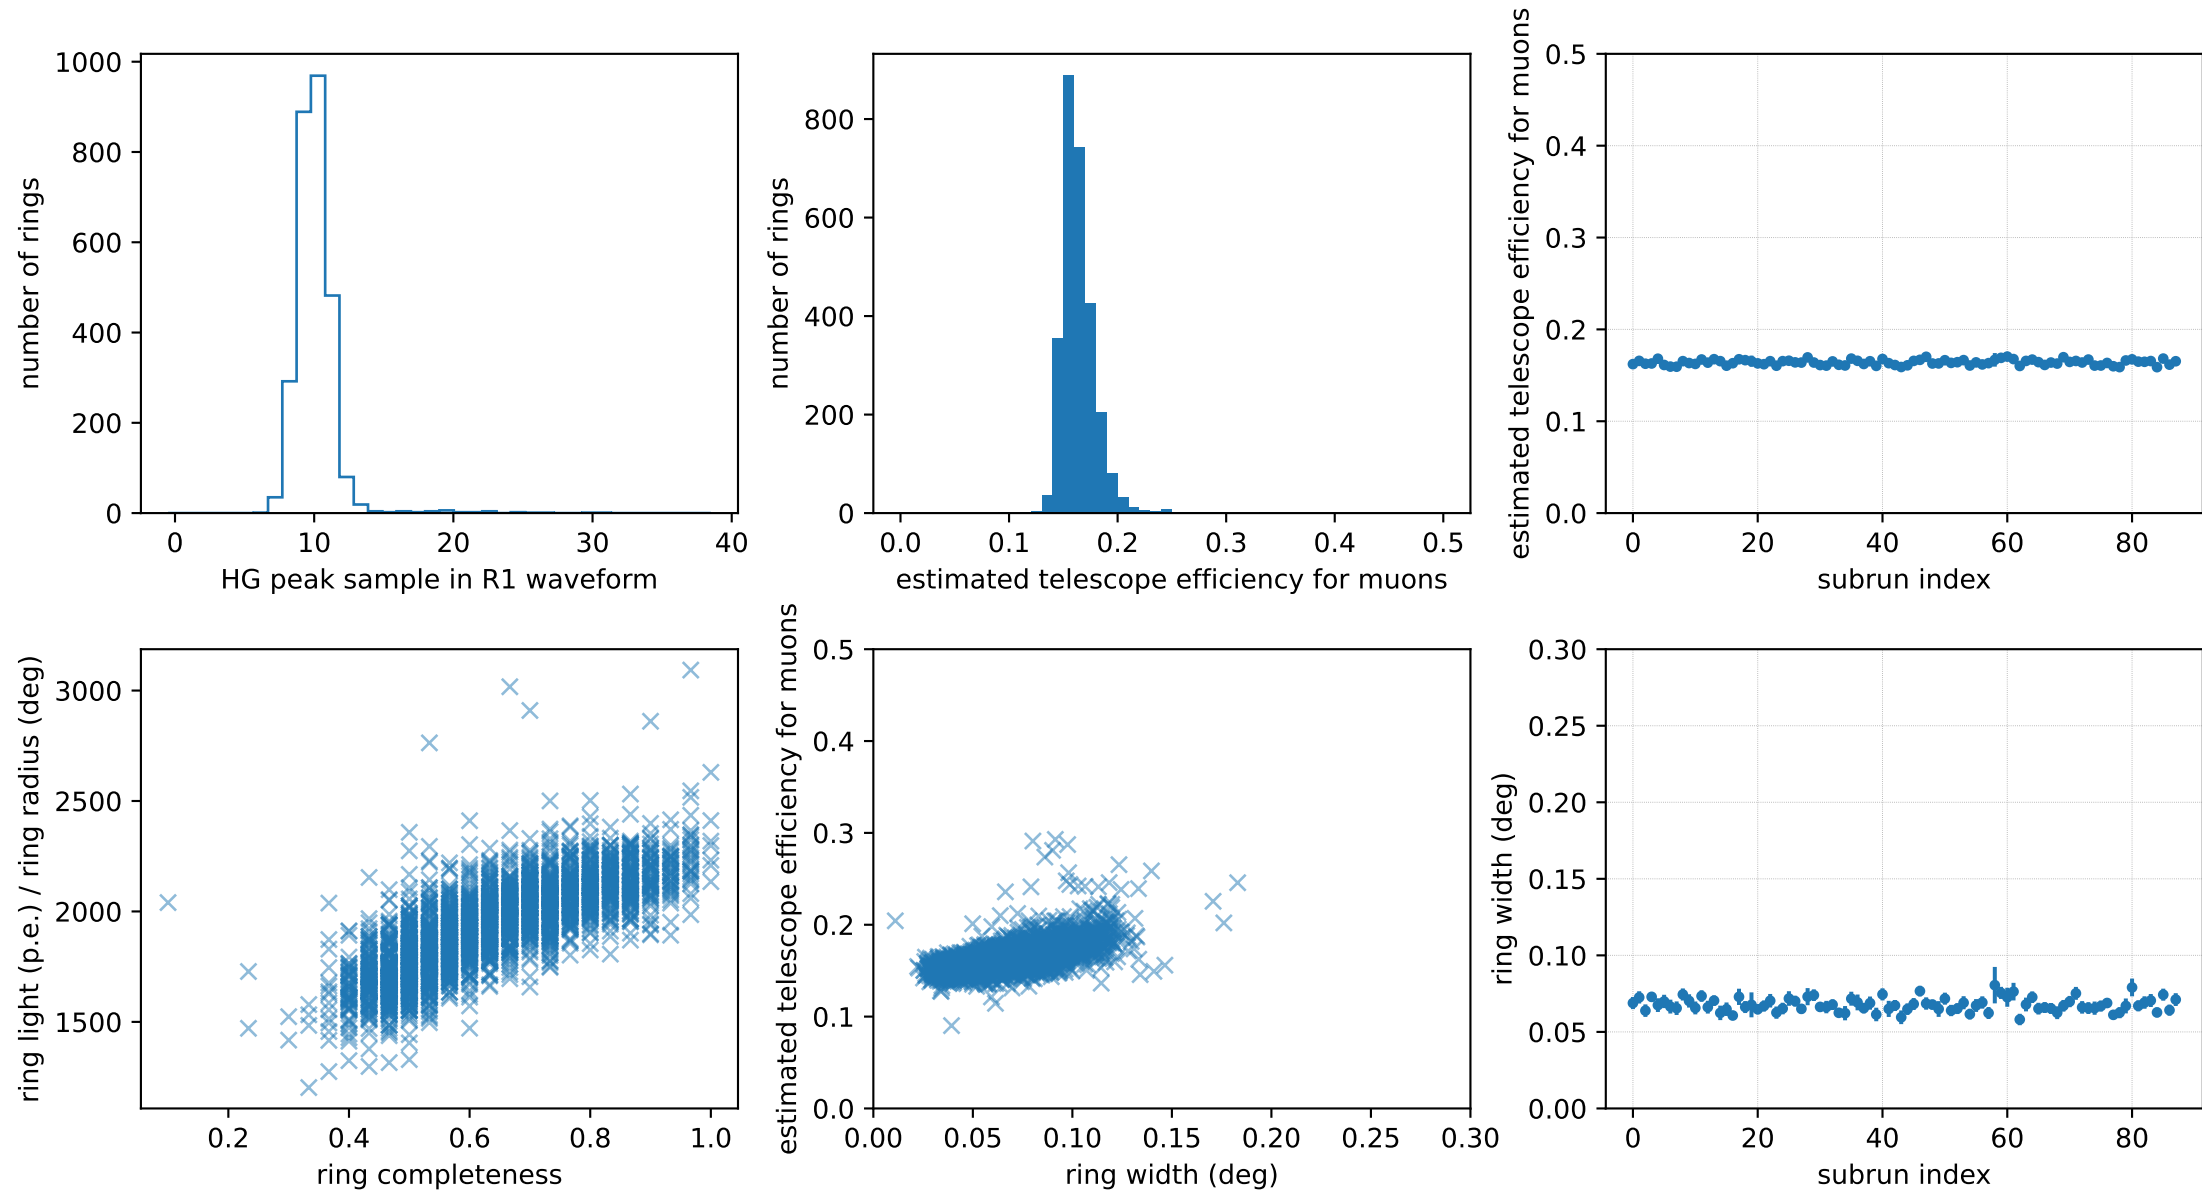 1000
800
600
400
200
0
number of rings
0 10 20 30 40
HG peak sample in R1 waveform
800
600
400
200
0
number of rings
0.0 0.1 0.2 0.3 0.4 0.5
estimated telescope efficiency for muons
0.5
0.4
0.3
0.2
0.1
0.0
estimated telescope efficiency for muons
0 20 40 60 80
subrun index
3000
2500
2000
1500
ring light (p.e.) / ring radius (deg)
0.2 0.4 0.6 0.8 1.0
ring completeness
0.5
0.4
0.3
0.2
0.1
0.0
estimated telescope efficiency for muons
0.00 0.05 0.10 0.15 0.20 0.25 0.30
ring width (deg)
0.30
0.25
0.20
0.15
0.10
0.05
0.00
ring width (deg)
0 20 40 60 80
subrun index